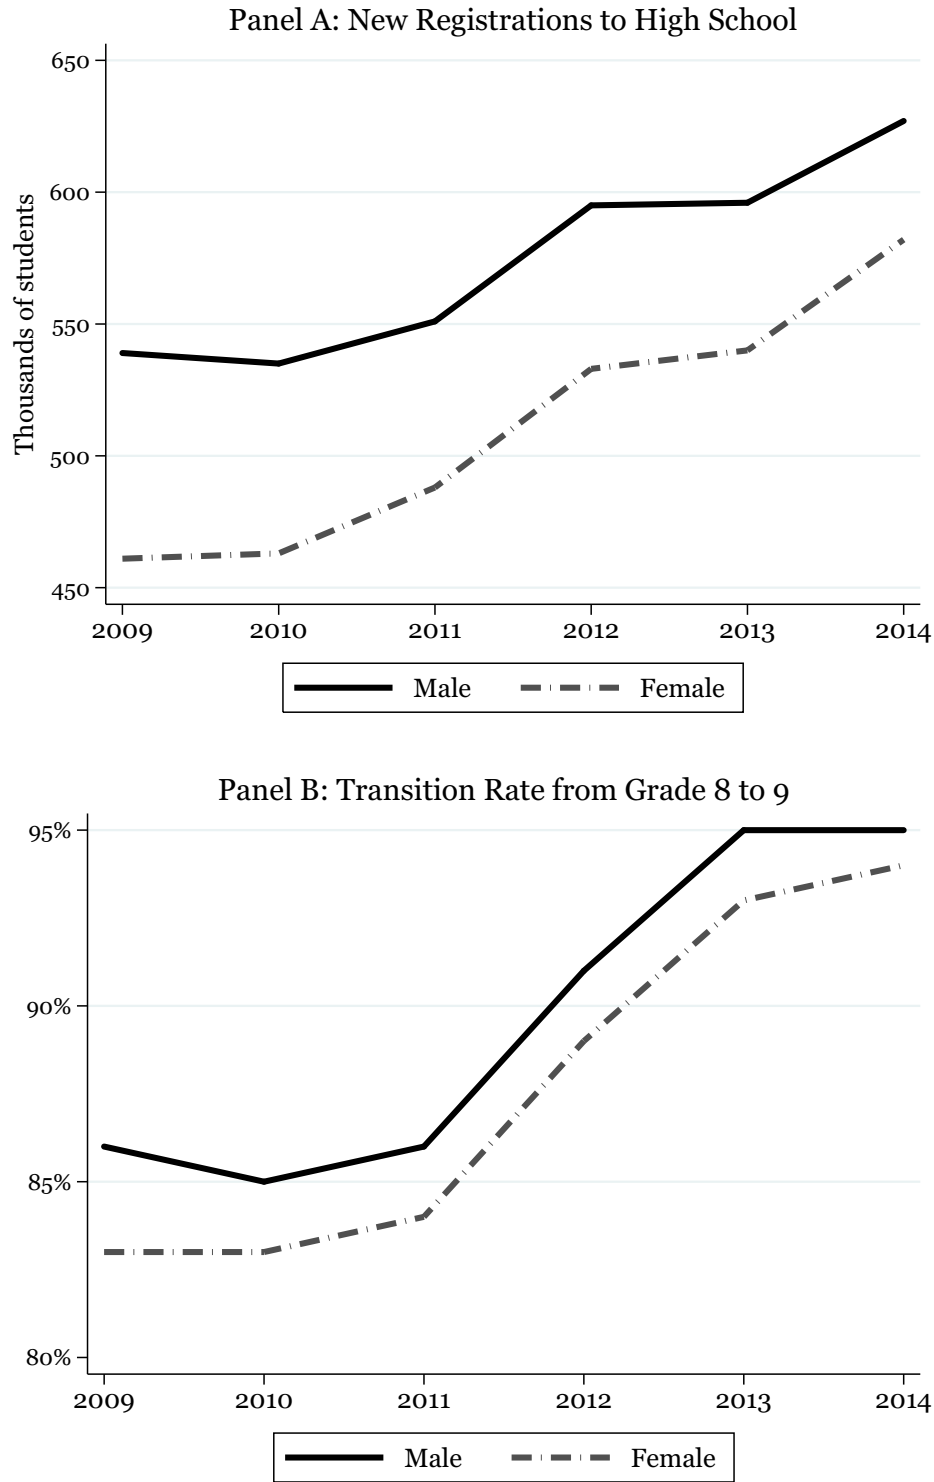 Panel A: New Registrations to High School
650
600
550
500
450
Thousands of students
2009 2010 2011 2012 2013 2014
Male Female
Panel B: Transition Rate from Grade 8 to 9
95%
90%
85%
80%
2009 2010 2011 2012 2013 2014
Male Female